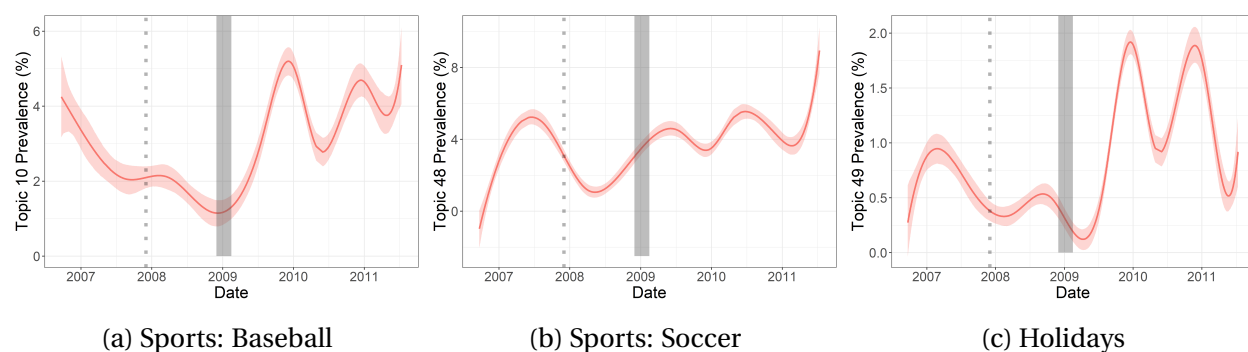 Topic 10 Prevalence (%)
6
4
2
0
2007 2008 2009 2010 2011
Date
(a) Sports: Baseball
Topic 48 Prevalence (%)
8
4
0
2007 2008 2009 2010 2011
Date
(b) Sports: Soccer
Topic 49 Prevalence (%)
2.0
1.5
1.0
0.5
0.0
2007 2008 2009 2010 2011
Date
(c) Holidays